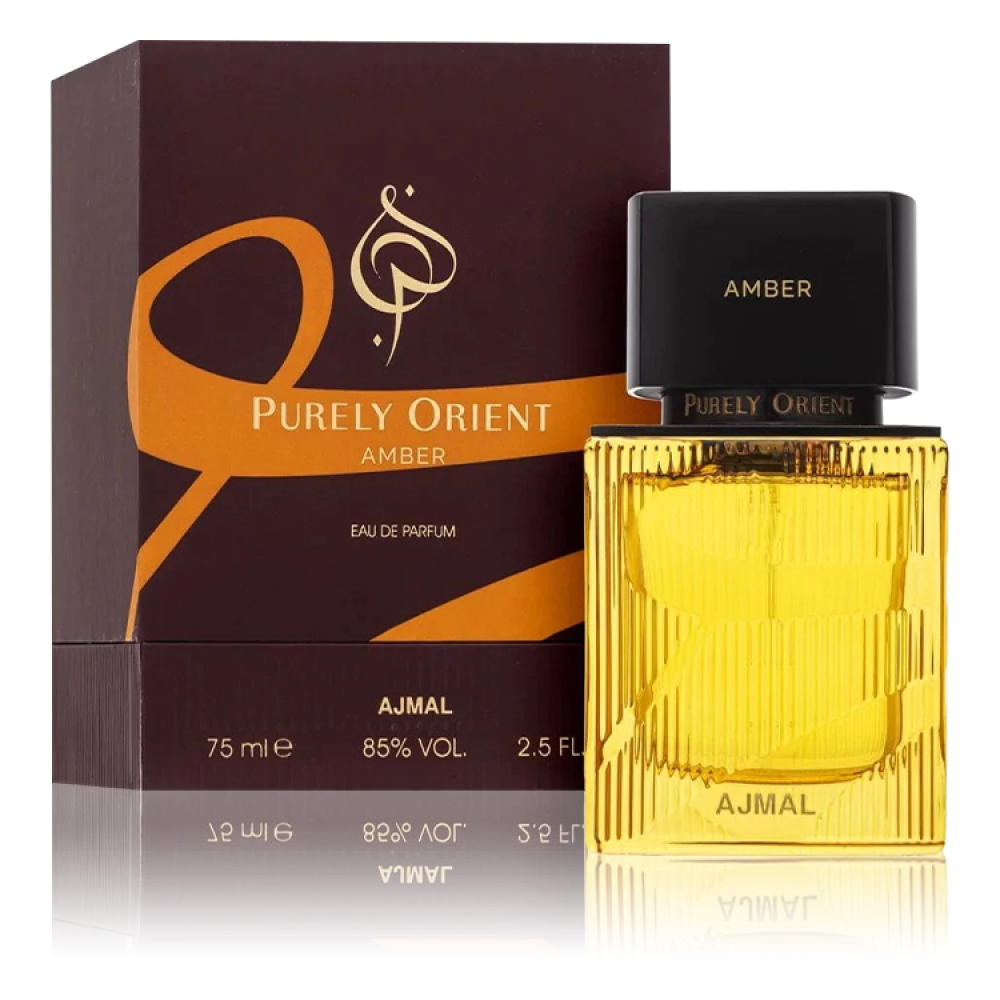 PURELY ORIENT
AMBER
EAU DE PARFUM
AJMAL
75 ml ℮
85% VOL.
2.5 FL.
AMBER
PURELY ORIENT
AJMAL